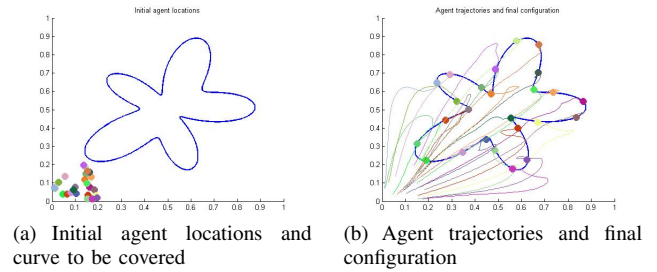 Initial agent locations
1
0.9
0.8
0.7
0.6
0.5
0.4
0.3
0.2
0.1
0
0 0.1 0.2 0.3 0.4 0.5 0.6 0.7 0.8 0.9 1
(a) Initial agent locations and
curve to be covered
Agent trajectories and final configuration
1
0.9
0.8
0.7
0.6
0.5
0.4
0.3
0.2
0.1
0
0 0.1 0.2 0.3 0.4 0.5 0.6 0.7 0.8 0.9 1
(b) Agent trajectories and final
configuration